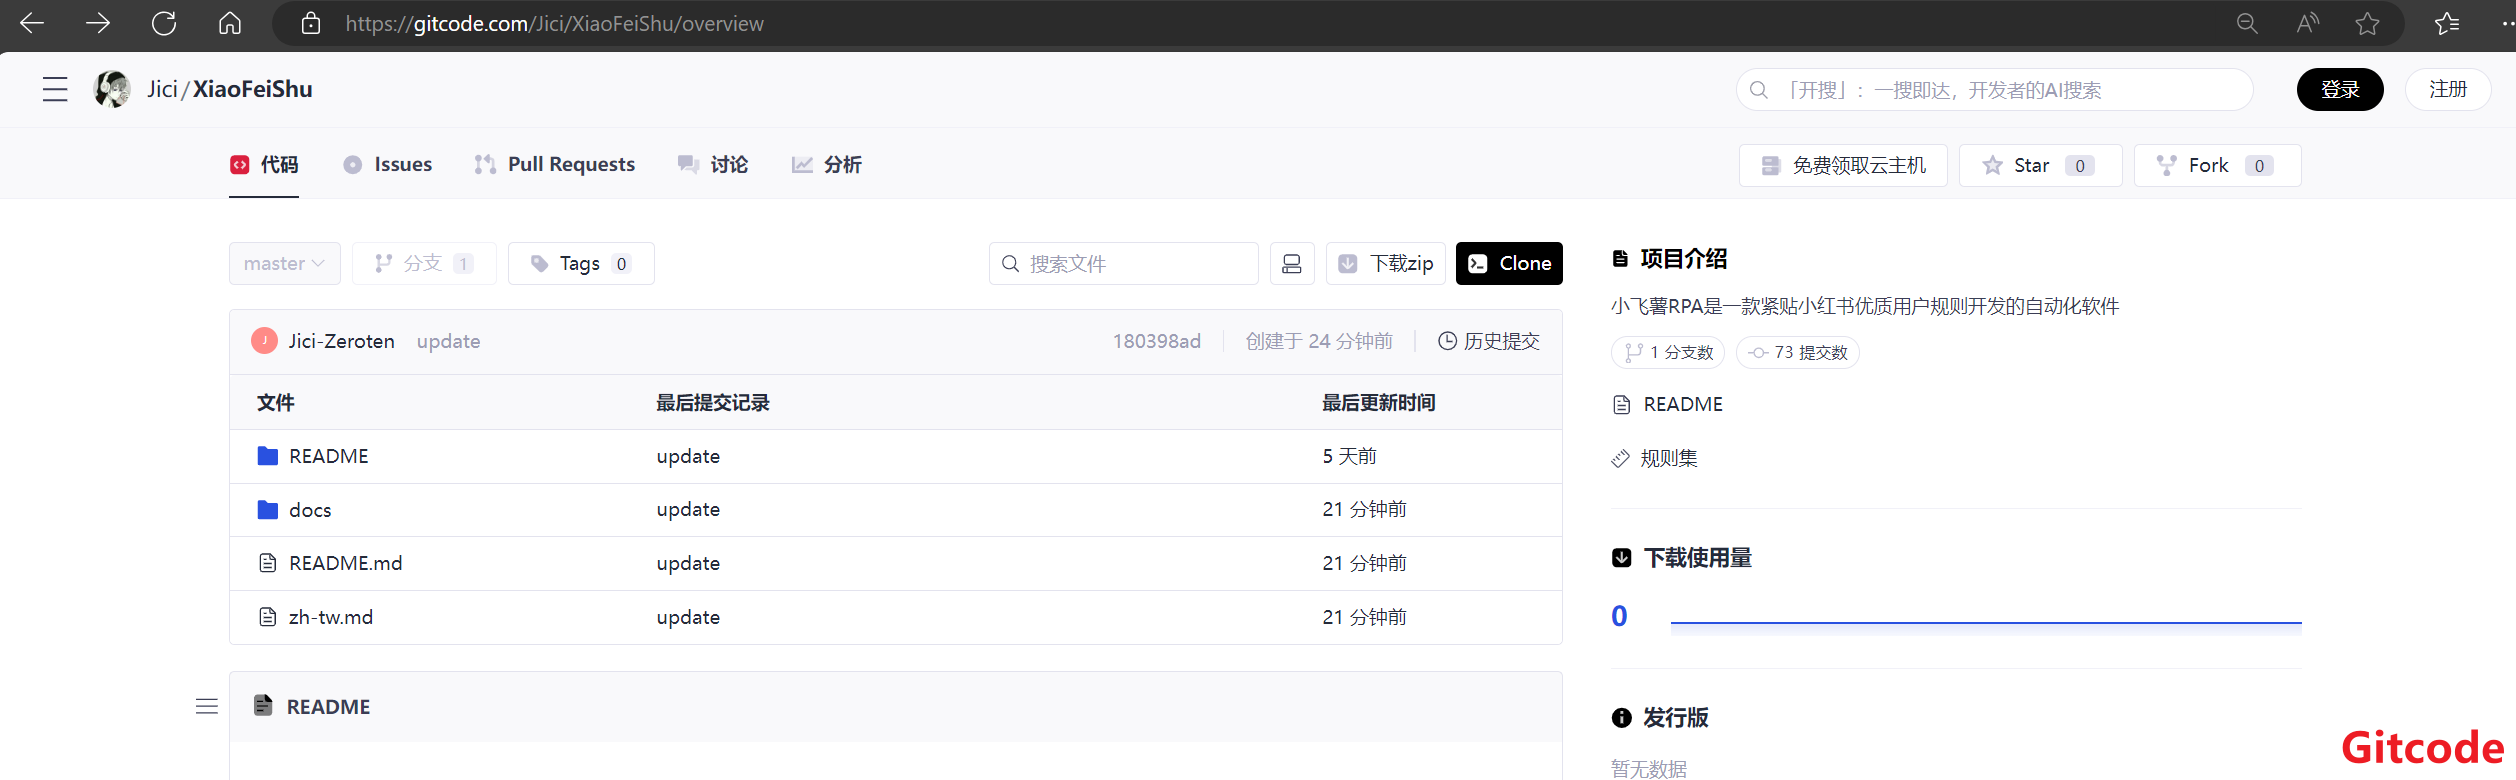 https://gitcode.com/Jici/XiaoFeiShu/overview
Jici/XiaoFeiShu
「开搜」：一搜即达，开发者的AI搜索
登录
注册
代码
Issues
Pull Requests
讨论
分析
免费领取云主机
Star 0
Fork 0
master
分支 1
Tags 0
搜索文件
下载zip
Clone
项目介绍
小飞薯RPA是一款紧贴小红书优质用户规则开发的自动化软件
1 分支数
73 提交数
README
规则集
J
Jici-Zeroten update 180398ad 创建于 24 分钟前 历史提交
文件 最后提交记录 最后更新时间
README update 5 天前
docs update 21 分钟前
README.md update 21 分钟前
zh-tw.md update 21 分钟前
README
下载使用量
0
发行版
暂无数据
Gitcode